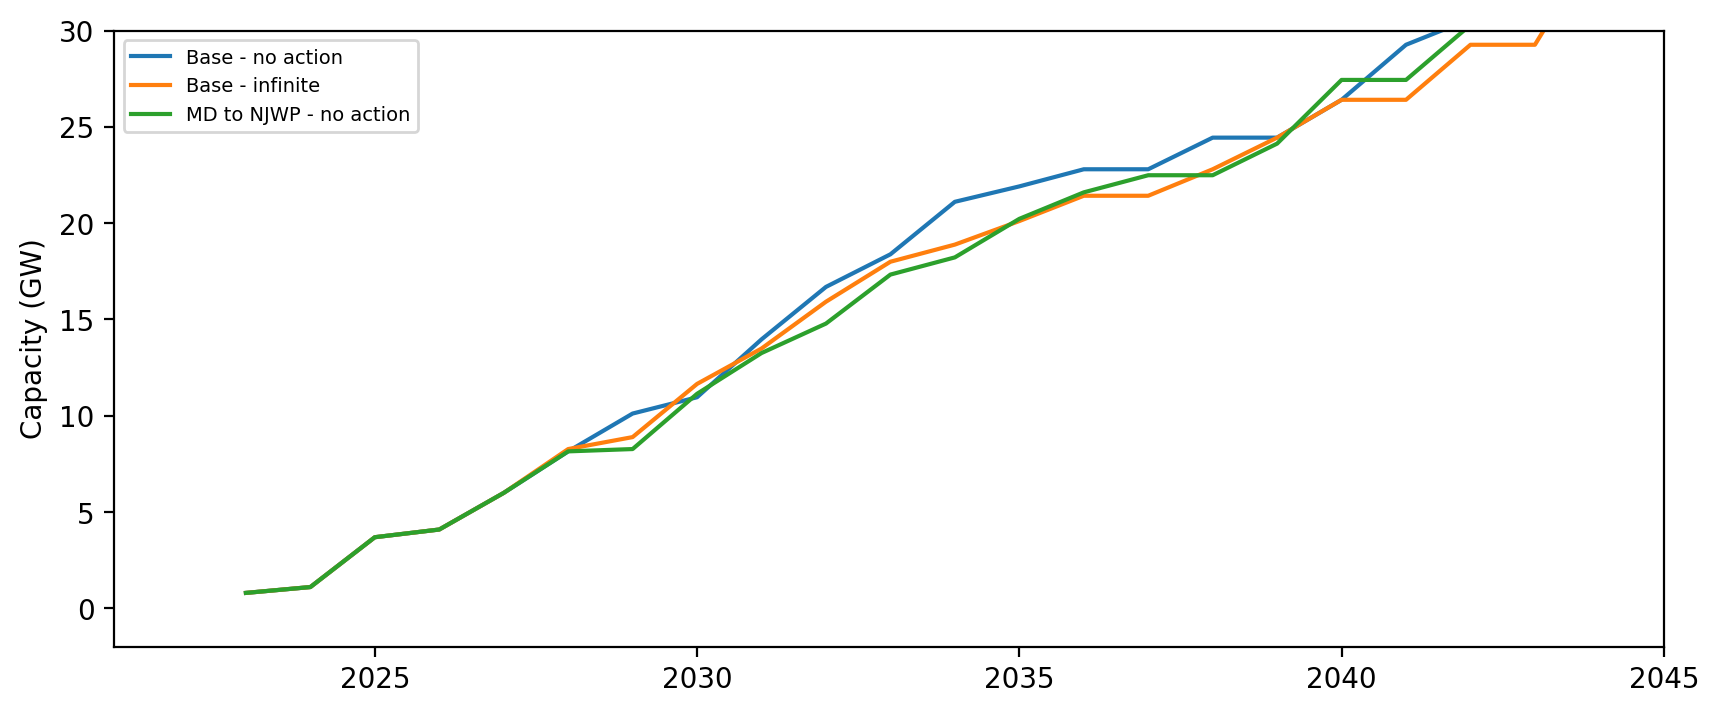 Base - no action
Base - infinite
MD to NJWP - no action
Capacity (GW)
30
25
20
15
10
5
0
2025 2030 2035 2040 2045